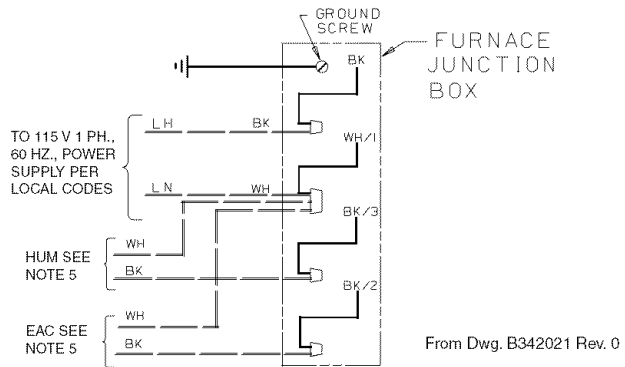 GROUND
SCREW
FURNACE
JUNCTION
BOX
BK
LH
BK
TO 115 V 1 PH.,
60 HZ., POWER
SUPPLY PER
LOCAL CODES
WH/1
LN
WH
BK/3
WH
HUM SEE
NOTE 5
BK
BK/2
WH
EAC SEE
NOTE 5
BK
From Dwg. B342021 Rev. 0